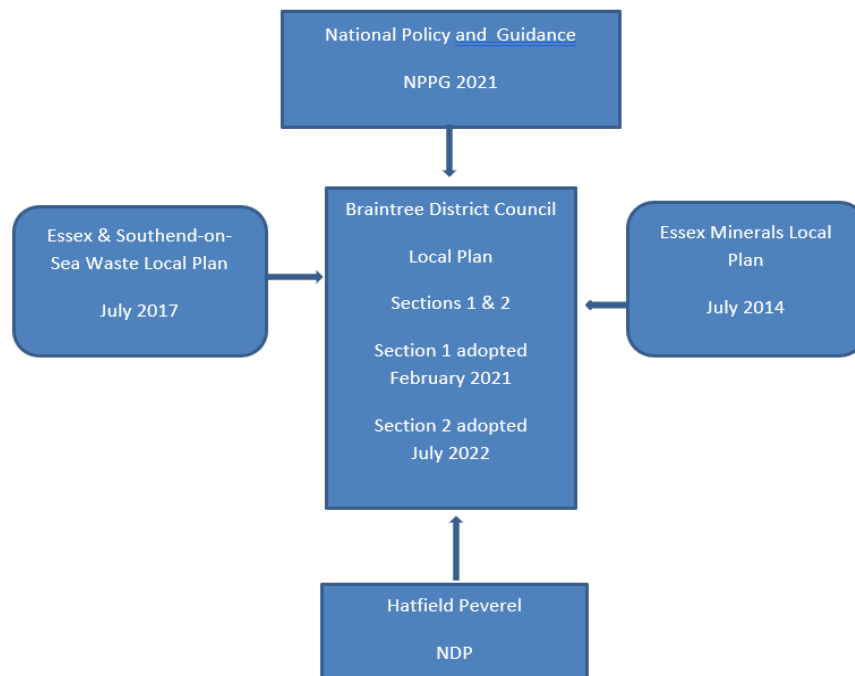 National Policy and  Guidance
NPPG 2021
Essex & Southend-on-
Sea Waste Local Plan
July 2017
Braintree District Council
Local Plan
Sections 1 & 2
Section 1 adopted
February 2021
Section 2 adopted
July 2022
Essex Minerals Local
Plan
July 2014
Hatfield Peverel
NDP